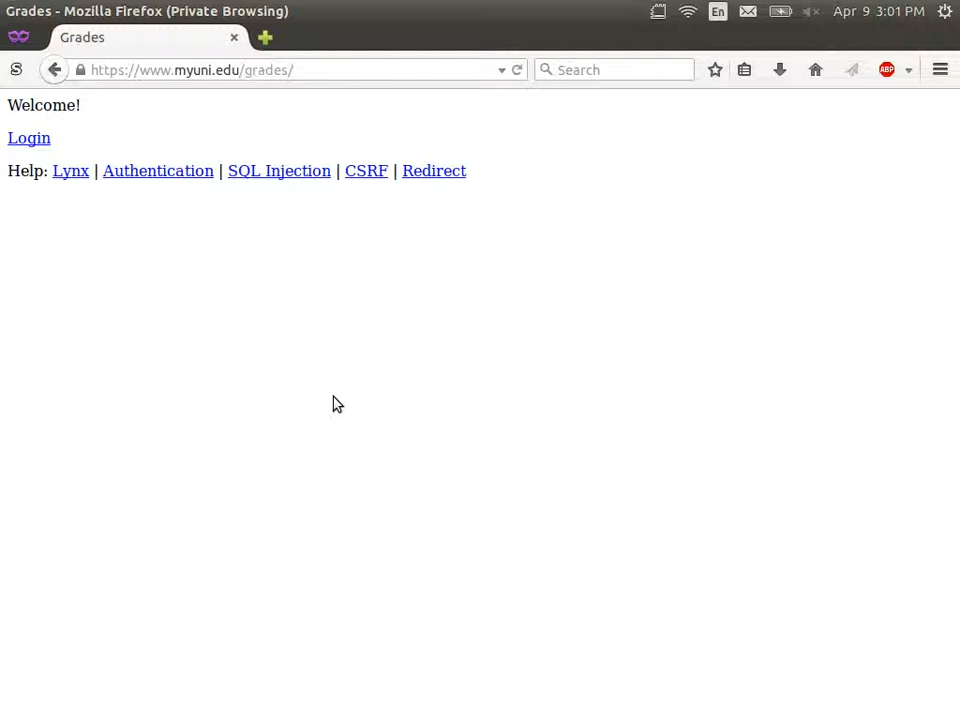 Grades - Mozilla Firefox (Private Browsing)
En
Apr 9 3:01 PM
Grades
S
https://www.myuni.edu/grades/
Search
ABP
Welcome!
Login
Help: Lynx | Authentication | SQL Injection | CSRF | Redirect